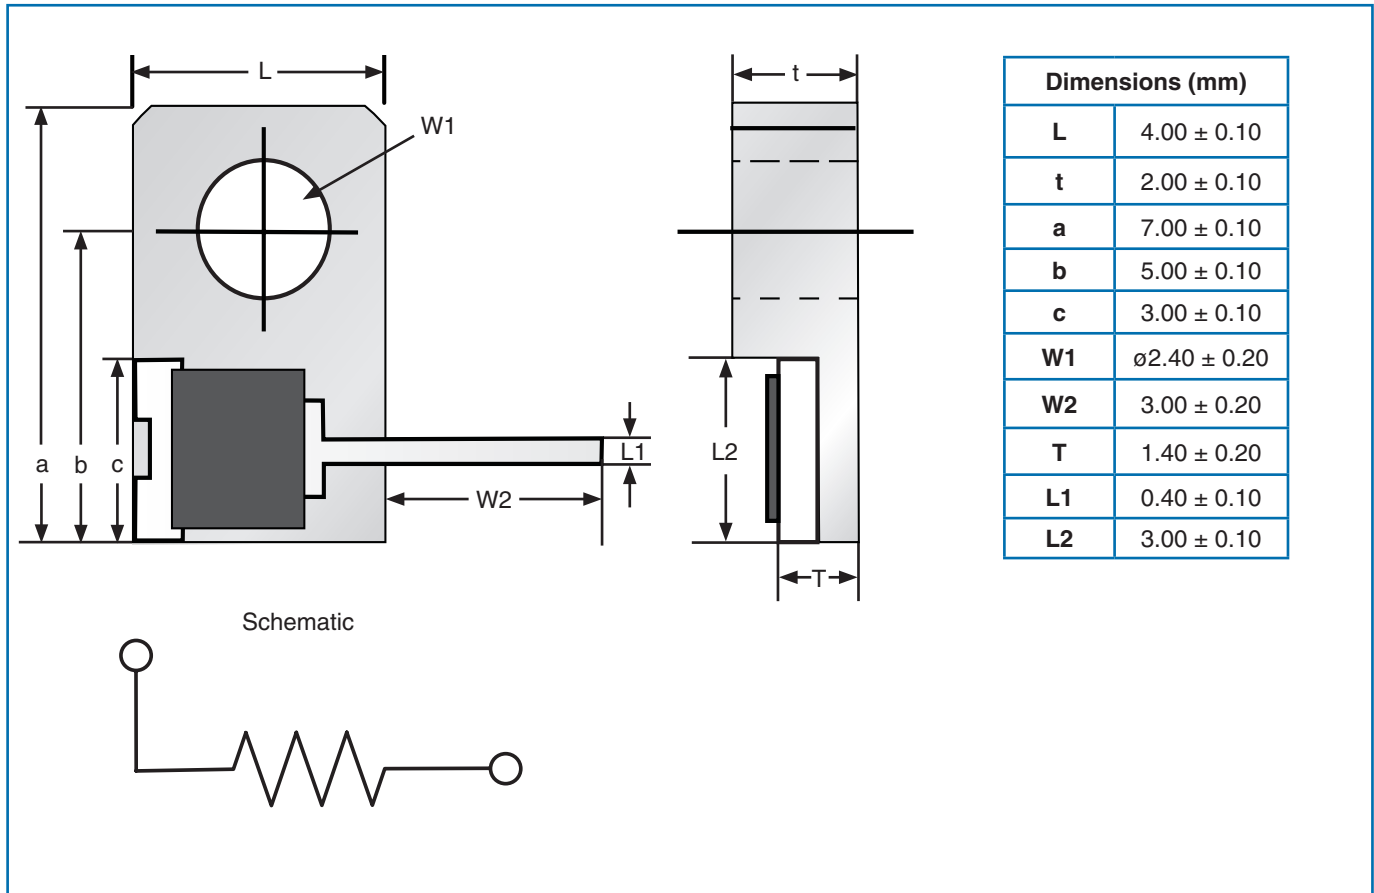 L
W1
a
b
c
L1
W2
Schematic
t
L2
T
Dimensions (mm)
L 4.00 ± 0.10
t 2.00 ± 0.10
a 7.00 ± 0.10
b 5.00 ± 0.10
c 3.00 ± 0.10
W1 ø2.40 ± 0.20
W2 3.00 ± 0.20
T 1.40 ± 0.20
L1 0.40 ± 0.10
L2 3.00 ± 0.10